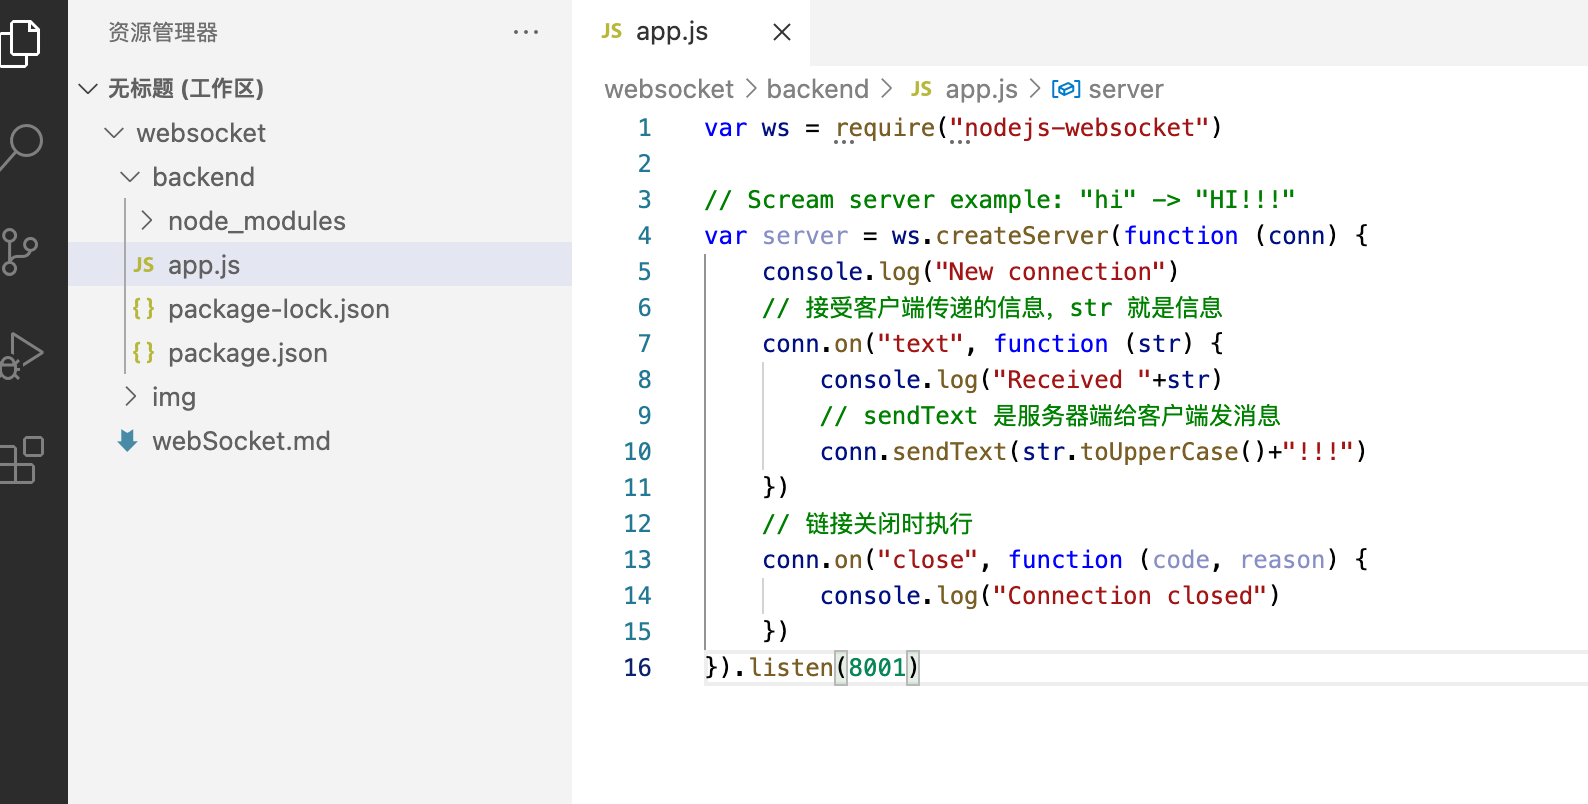 资源管理器 ···
无标题 (工作区)
websocket
backend
node_modules
JS app.js
{} package-lock.json
{} package.json
img
webSocket.md
JS app.js
websocket > backend > JS app.js > server
1 var ws = require("nodejs-websocket")
2
3 // Scream server example: "hi" -> "HI!!!"
4 var server = ws.createServer(function (conn) {
5 console.log("New connection")
6 // 接受客户端传递的信息，str 就是信息
7 conn.on("text", function (str) {
8 console.log("Received "+str)
9 // sendText 是服务器端给客户端发消息
10 conn.sendText(str.toUpperCase()+"!!!")
11 })
12 // 链接关闭时执行
13 conn.on("close", function (code, reason) {
14 console.log("Connection closed")
15 })
16 }).listen(8001)